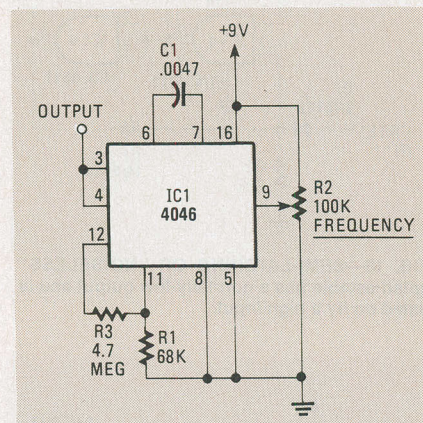 +9V
C1
.0047
OUTPUT
6
7
16
3
4
IC1
4046
9
R2
100K
FREQUENCY
12
11
8
5
R3
4.7
MEG
R1
68K